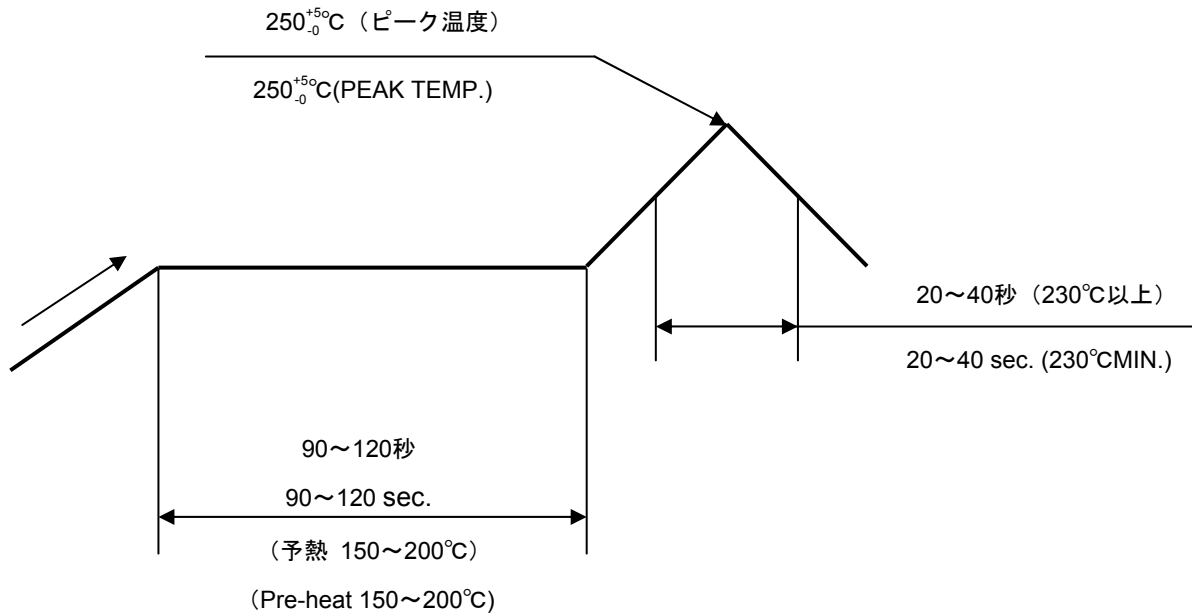 250+5-0°C（ピーク温度）
250+5-0°C(PEAK TEMP.)
20～40秒（230℃以上）
20～40 sec. (230℃MIN.)
90～120秒
90～120 sec.
（予熱 150～200℃）
（Pre-heat 150～200℃)